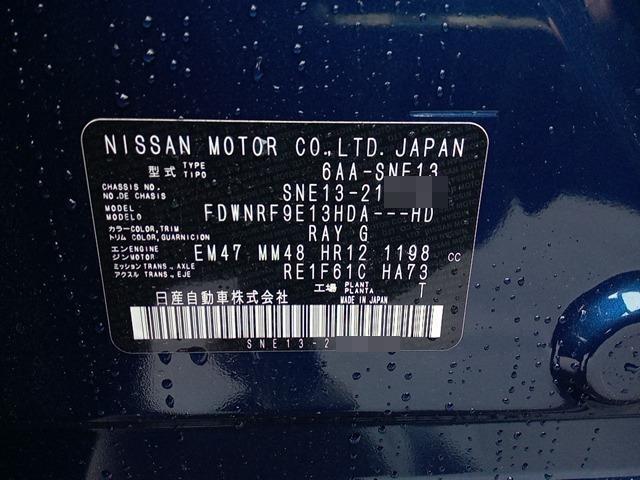 NISSAN MOTOR CO.,LTD. JAPAN
型式 TYPE TIPO 6AA-SNE13
CHASSIS NO. NO. DE CHASIS SNE13-21
MODEL MODELO FDWNRF9E13HDA---HD
カラー COLOR, TRIM トリム COLOR, GUARNICION RAY G
エンジン ENGINE MOTOR EM47 MM48 HR12 1198 CC
ミッション TRANS., AXLE アクスル TRANS., EJE RE1F61C HA73
工場 PLANT PLANTA T
日産自動車株式会社 MADE IN JAPAN
SNE13-2